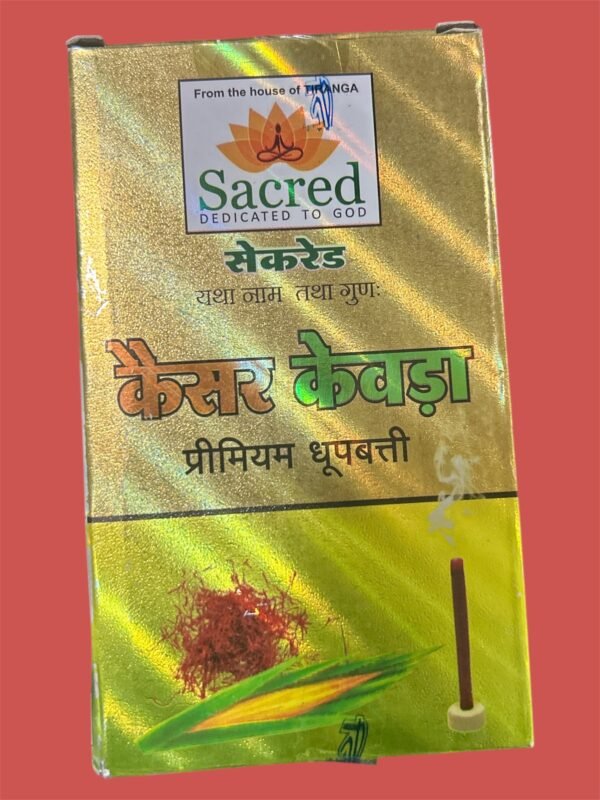 From the house of TIRANGA
Sacred
DEDICATED TO GOD
सेकरेड
यथा नाम तथा गुणः
कैसर केवड़ा
प्रीमियम धूपबत्ती